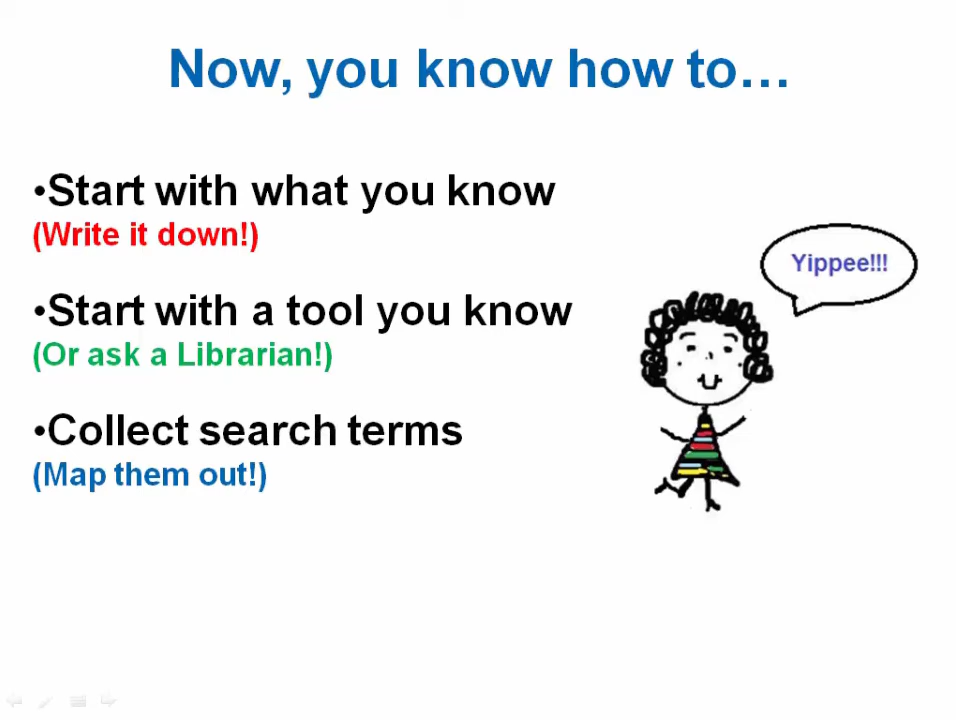 Now, you know how to…
•Start with what you know
(Write it down!)
•Start with a tool you know
(Or ask a Librarian!)
•Collect search terms
(Map them out!)
Yippee!!!